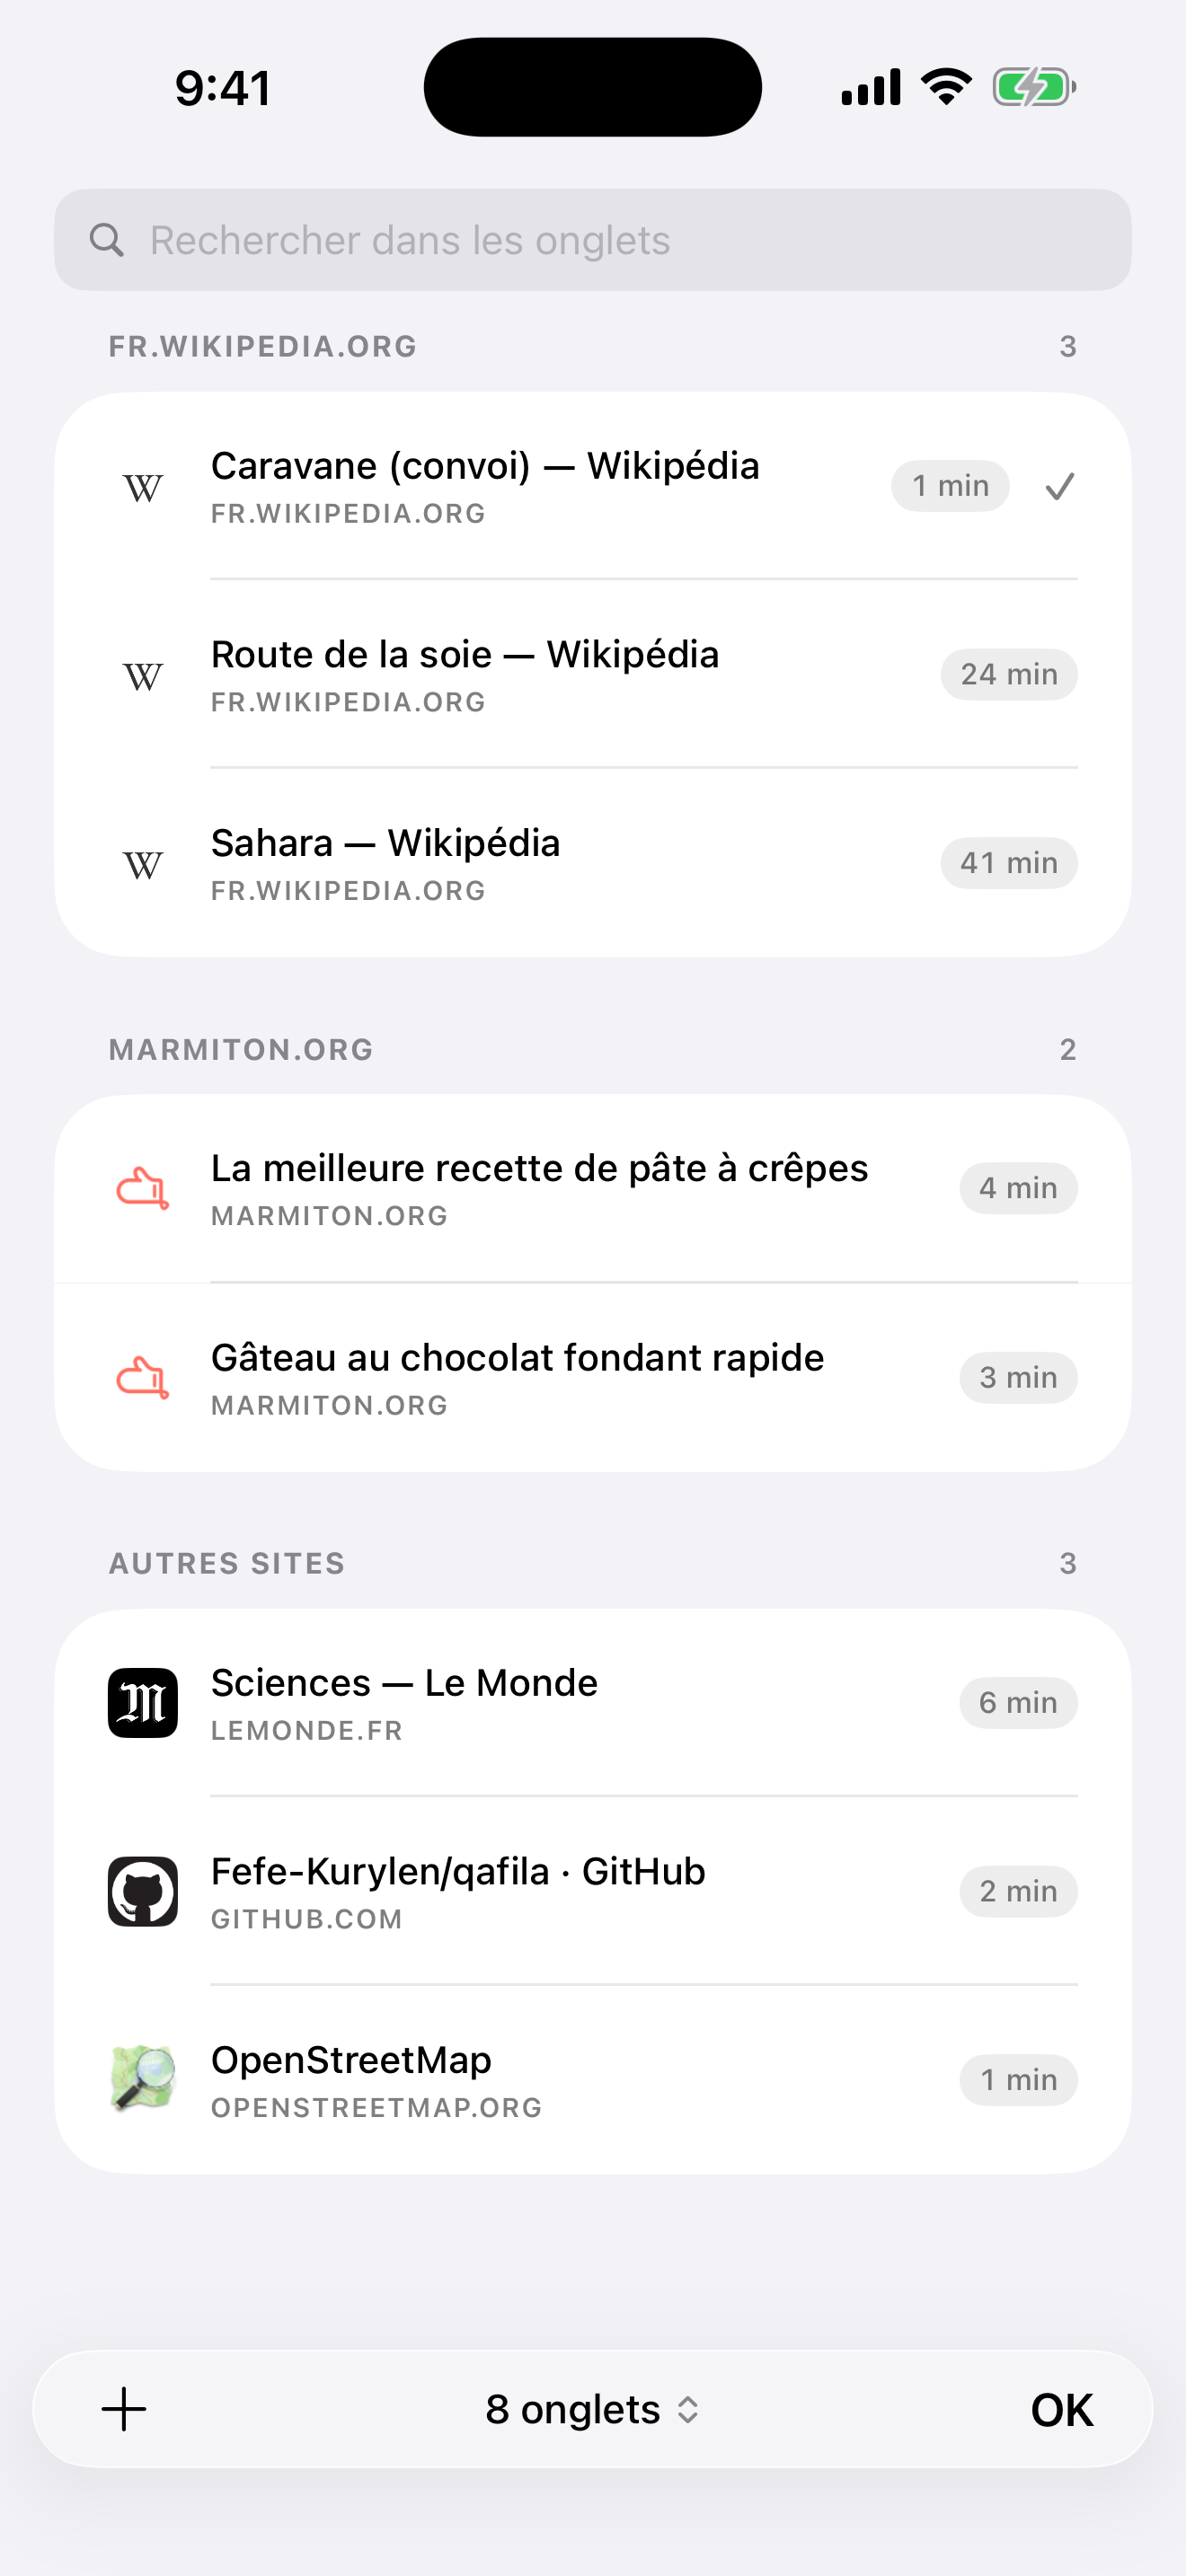 9:41
Rechercher dans les onglets
FR.WIKIPEDIA.ORG 3
W Caravane (convoi) — Wikipédia 1 min
FR.WIKIPEDIA.ORG
W Route de la soie — Wikipédia 24 min
FR.WIKIPEDIA.ORG
W Sahara — Wikipédia 41 min
FR.WIKIPEDIA.ORG
MARMITON.ORG 2
La meilleure recette de pâte à crêpes 4 min
MARMITON.ORG
Gâteau au chocolat fondant rapide 3 min
MARMITON.ORG
AUTRES SITES 3
M Sciences — Le Monde 6 min
LEMONDE.FR
Fefe-Kurylen/qafila · GitHub 2 min
GITHUB.COM
OpenStreetMap 1 min
OPENSTREETMAP.ORG
8 onglets OK